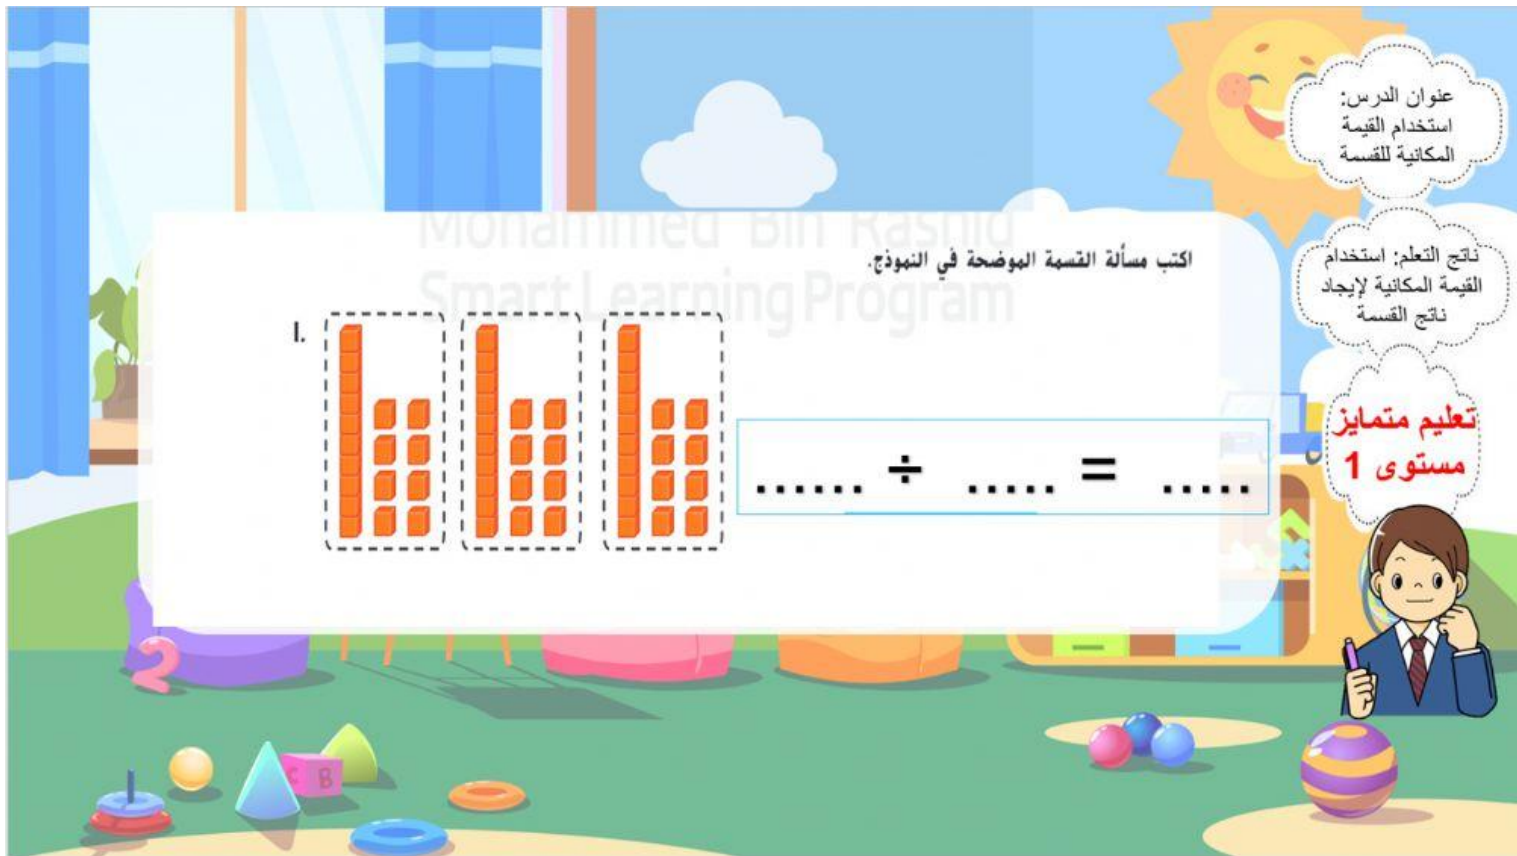 عنوان الدرس:
استخدام القيمة
المكانية للقسمة
Mohammed Bin Rashid
Smart Learning Program
اكتب مسألة القسمة الموضحة في النموذج.
ناتج التعلم: استخدام
القيمة المكانية لإيجاد
ناتج القسمة
I.
...... ÷ ..... = .....
تعليم متمايز
مستوى 1
2
C B